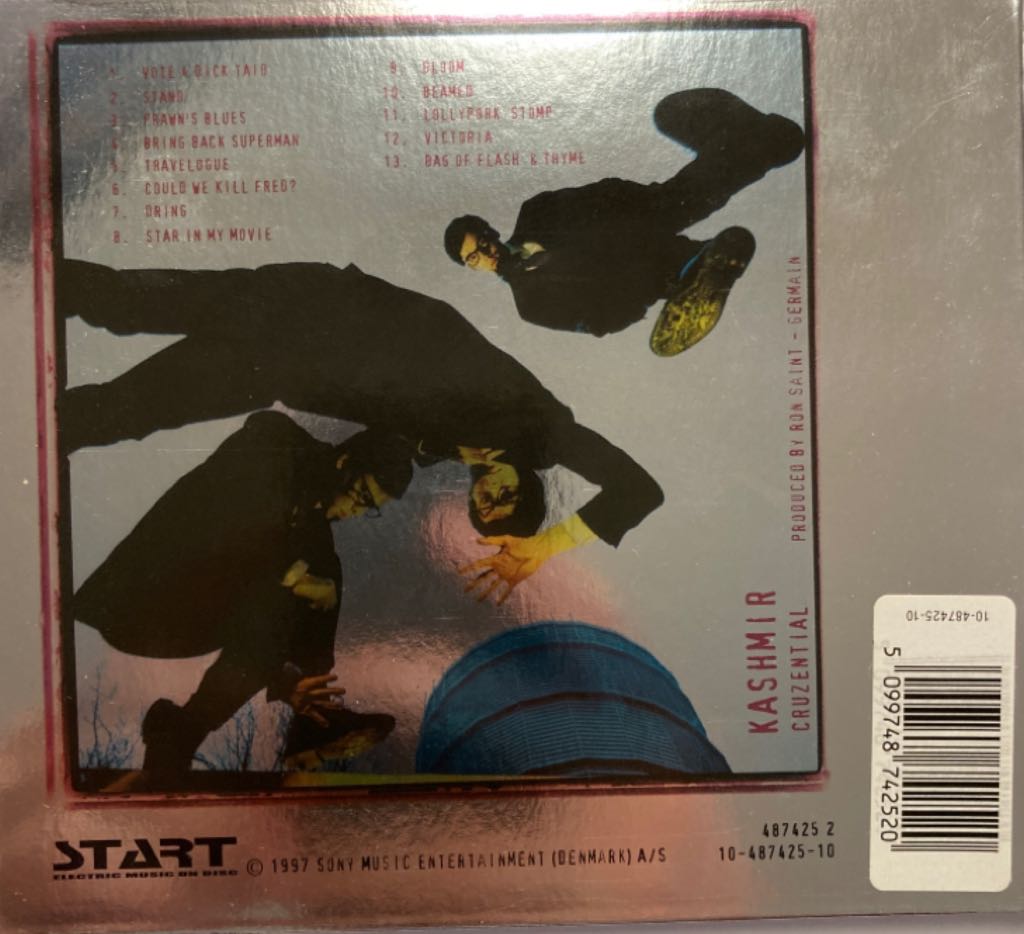 1. VOTE 4 DICK TAID
2. STAND
3. PRAWN'S BLUES
4. BRING BACK SUPERMAN
5. TRAVELOGUE
6. COULD WE KILL FRED?
7. ORING
8. STAR IN MY MOVIE
9. GLOOM
10. BEAMED
11. LOLLYPORK STOMP
12. VICTORIA
13. BAG OF FLASH & THYME
PRODUCED BY RON SAINT - GERMAIN
KASHMIR
CRUZENTIAL
10-487425-10
5 099748 742520
487425 2
10-487425-10
START
ELECTRIC MUSIC ON DISC
© 1997 SONY MUSIC ENTERTAINMENT (DENMARK) A/S